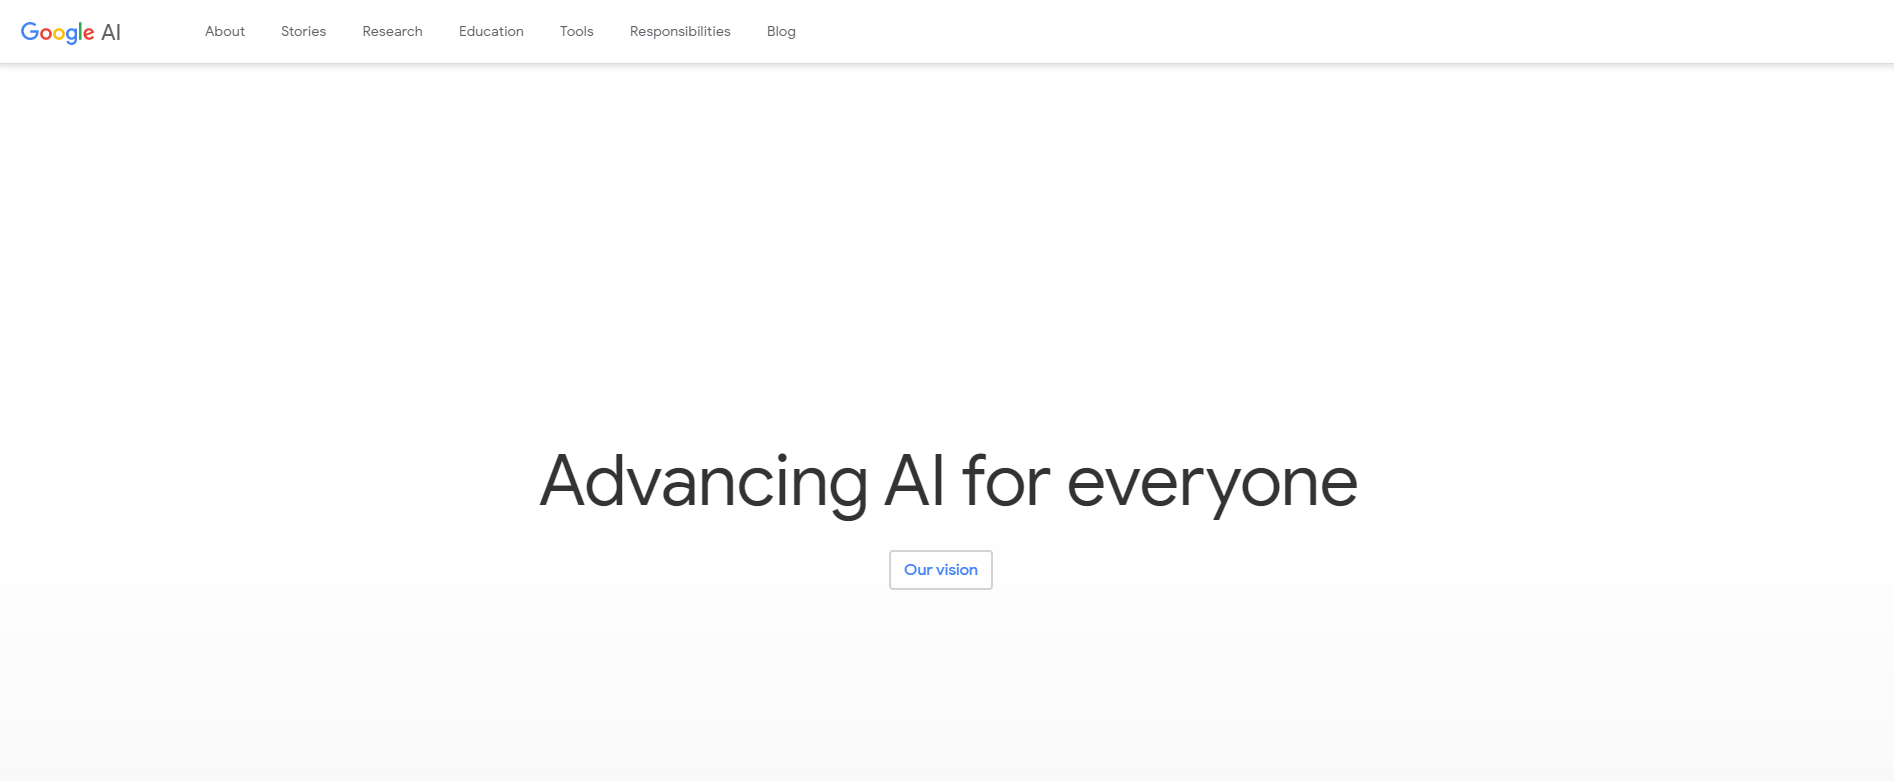 Google AI About Stories Research Education Tools Responsibilities Blog
Advancing AI for everyone
Our vision